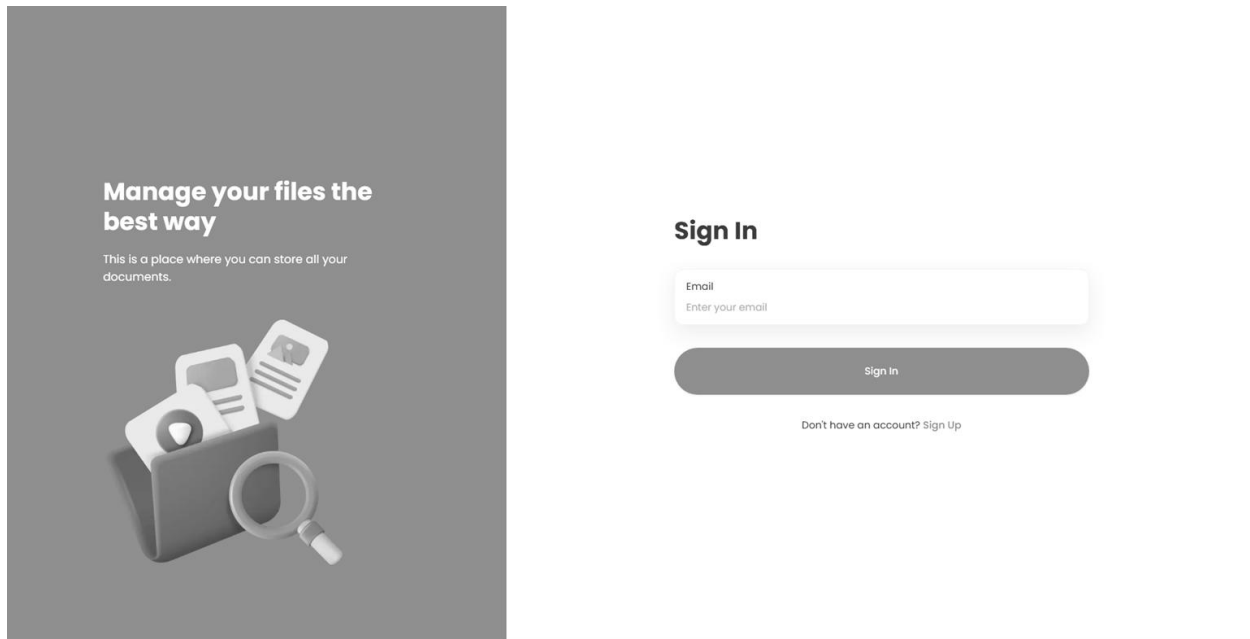 Manage your files the
best way
This is a place where you can store all your
documents.
Sign In
Email
Enter your email
Sign In
Don't have an account? Sign Up